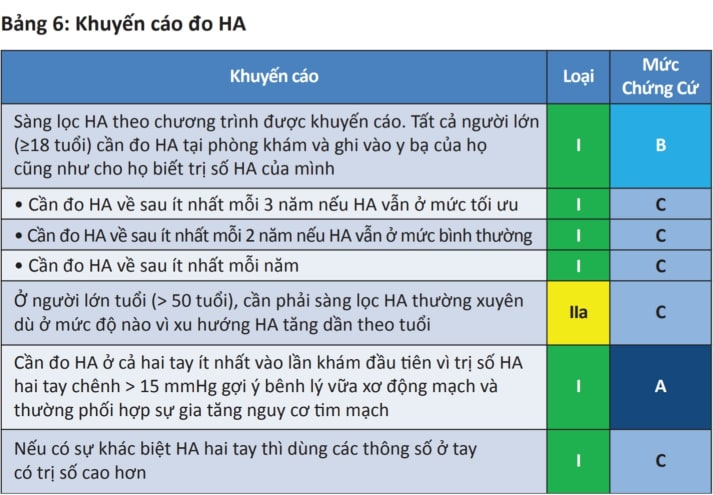 Bảng 6: Khuyến cáo đo HA
Khuyến cáo
Loại
Mức
Chứng Cứ
Sàng lọc HA theo chương trình được khuyến cáo. Tất cả người lớn
(≥18 tuổi) cần đo HA tại phòng khám và ghi vào y bạ của họ
cũng như cho họ biết trị số HA của mình
I
B
• Cần đo HA về sau ít nhất mỗi 3 năm nếu HA vẫn ở mức tối ưu
I
C
• Cần đo HA về sau ít nhất mỗi 2 năm nếu HA vẫn ở mức bình thường
I
C
• Cần đo HA về sau ít nhất mỗi năm
I
C
Ở người lớn tuổi (> 50 tuổi), cần phải sàng lọc HA thường xuyên
dù ở mức độ nào vì xu hướng HA tăng dần theo tuổi
IIa
C
Cần đo HA ở cả hai tay ít nhất vào lần khám đầu tiên vì trị số HA
hai tay chênh > 15 mmHg gợi ý bênh lý vữa xơ động mạch và
thường phối hợp sự gia tăng nguy cơ tim mạch
I
A
Nếu có sự khác biệt HA hai tay thì dùng các thông số ở tay
có trị số cao hơn
I
C